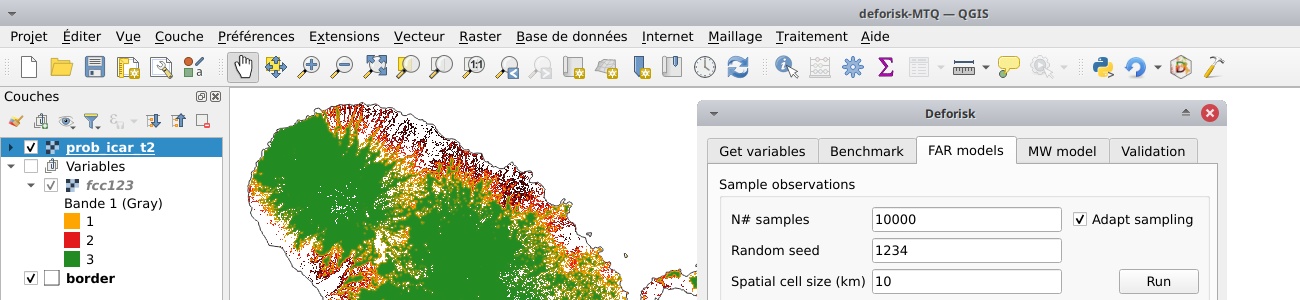 deforisk-MTQ — QGIS
Projet Éditer Vue Couche Préférences Extensions Vecteur Raster Base de données Internet Maillage Traitement Aide
1:1
Couches
Deforisk
prob_icar_t2
Variables
fcc123
Bande 1 (Gray)
1
2
3
border
Get variables Benchmark FAR models MW model Validation
Sample observations
N# samples 10000 Adapt sampling
Random seed 1234
Spatial cell size (km) 10 Run